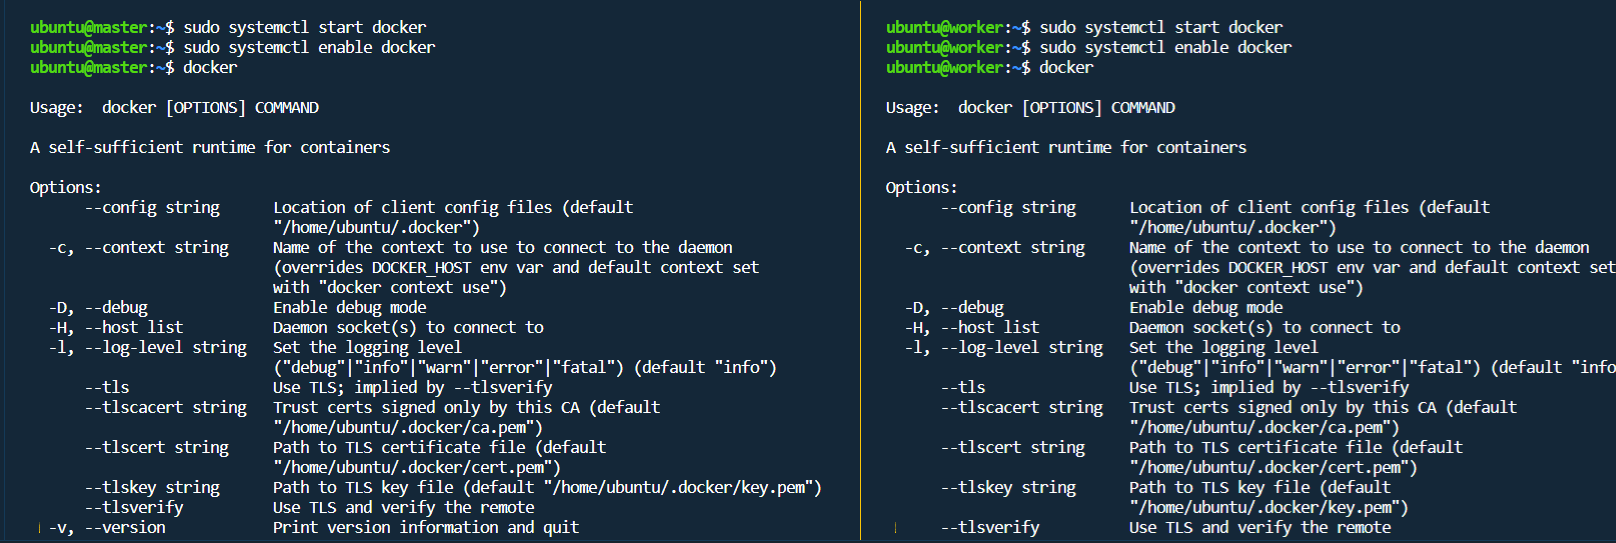 ubuntu@master:~$ sudo systemctl start docker
ubuntu@master:~$ sudo systemctl enable docker
ubuntu@master:~$ docker
Usage:  docker [OPTIONS] COMMAND
A self-sufficient runtime for containers
Options:
      --config string      Location of client config files (default
                           "/home/ubuntu/.docker")
  -c, --context string     Name of the context to use to connect to the daemon
                           (overrides DOCKER_HOST env var and default context set
                           with "docker context use")
  -D, --debug              Enable debug mode
  -H, --host list          Daemon socket(s) to connect to
  -l, --log-level string   Set the logging level
                           ("debug"|"info"|"warn"|"error"|"fatal") (default "info")
      --tls                Use TLS; implied by --tlsverify
      --tlscacert string   Trust certs signed only by this CA (default
                           "/home/ubuntu/.docker/ca.pem")
      --tlscert string     Path to TLS certificate file (default
                           "/home/ubuntu/.docker/cert.pem")
      --tlskey string      Path to TLS key file (default "/home/ubuntu/.docker/key.pem")
      --tlsverify          Use TLS and verify the remote
  -v, --version            Print version information and quit
ubuntu@worker:~$ sudo systemctl start docker
ubuntu@worker:~$ sudo systemctl enable docker
ubuntu@worker:~$ docker
Usage:  docker [OPTIONS] COMMAND
A self-sufficient runtime for containers
Options:
      --config string      Location of client config files (default
                           "/home/ubuntu/.docker")
  -c, --context string     Name of the context to use to connect to the daemon
                           (overrides DOCKER_HOST env var and default context set
                           with "docker context use")
  -D, --debug              Enable debug mode
  -H, --host list          Daemon socket(s) to connect to
  -l, --log-level string   Set the logging level
                           ("debug"|"info"|"warn"|"error"|"fatal") (default "info
      --tls                Use TLS; implied by --tlsverify
      --tlscacert string   Trust certs signed only by this CA (default
                           "/home/ubuntu/.docker/ca.pem")
      --tlscert string     Path to TLS certificate file (default
                           "/home/ubuntu/.docker/cert.pem")
      --tlskey string      Path to TLS key file (default
                           "/home/ubuntu/.docker/key.pem")
      --tlsverify          Use TLS and verify the remote